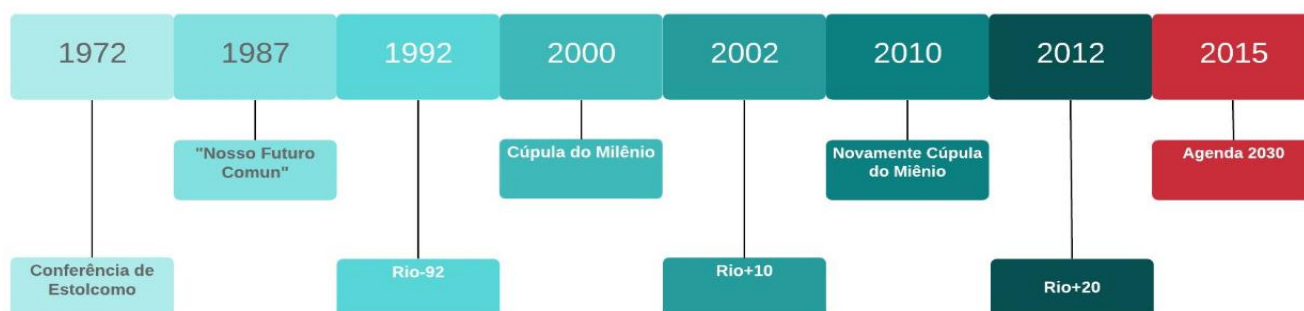 1972
1987
1992
2000
2002
2010
2012
2015
"Nosso Futuro
Comun"
Cúpula do Milênio
Novamente Cúpula
do Miênio
Agenda 2030
Conferência de
Estolcomo
Rio-92
Rio+10
Rio+20